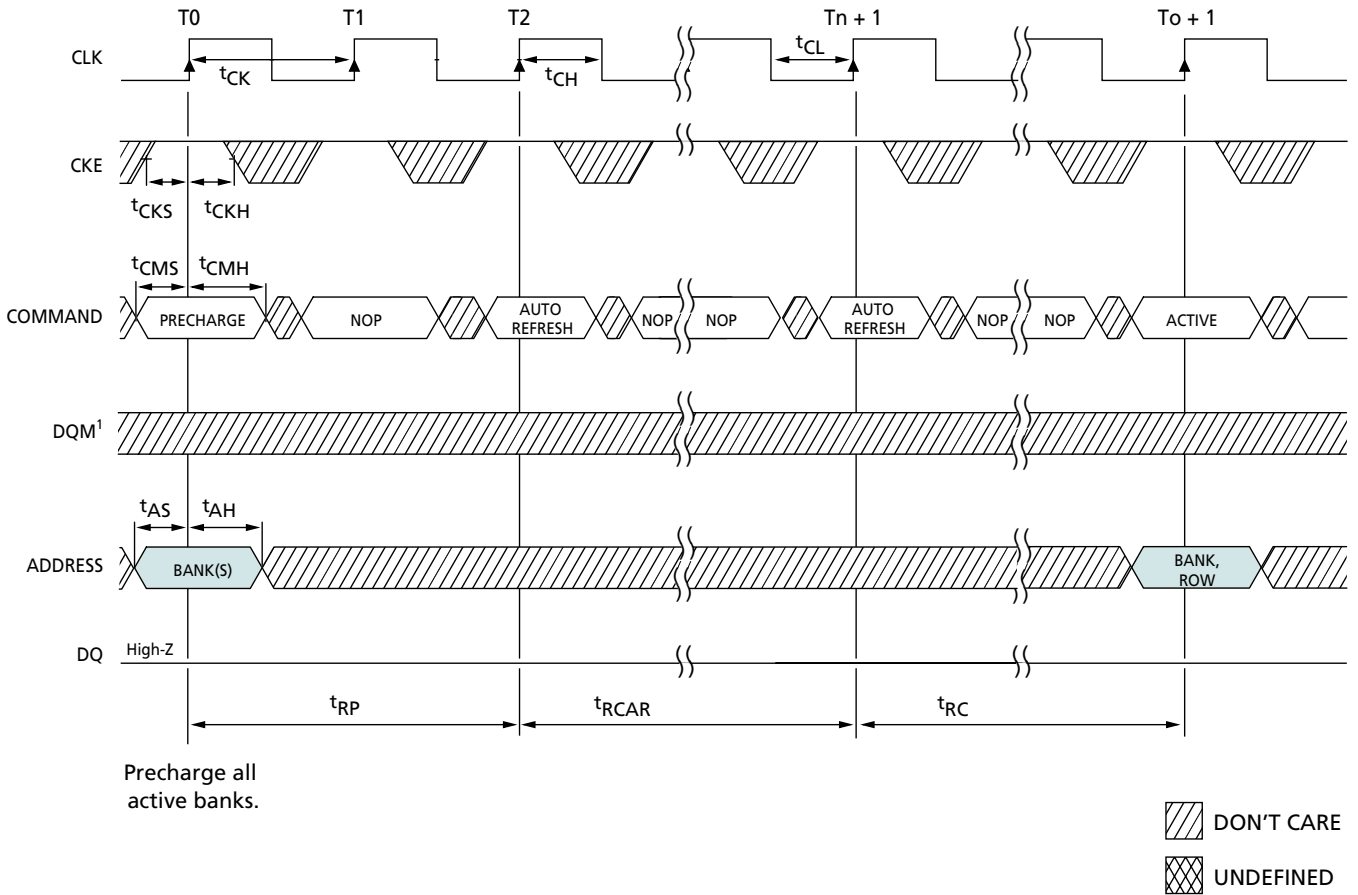 T0 T1 T2 Tn + 1 To + 1
CLK
tCK tCH tCL
CKE
tCKS tCKH
tCMS tCMH
COMMAND PRECHARGE NOP AUTO REFRESH NOP NOP AUTO REFRESH NOP NOP ACTIVE
DQM1
tAS tAH
ADDRESS BANK(S) BANK, ROW
DQ High-Z
tRP tRCAR tRC
Precharge all
active banks.
DON'T CARE
UNDEFINED